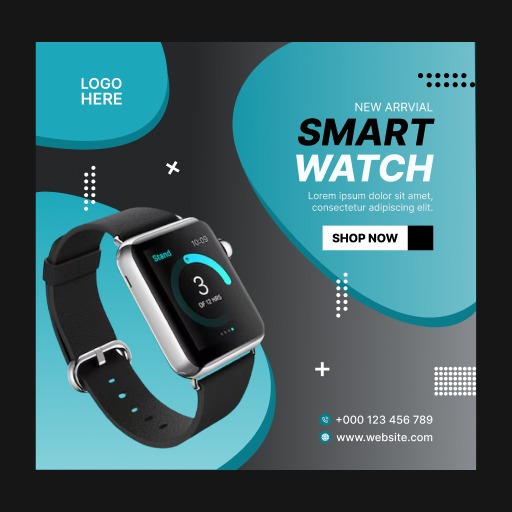 LOGO
HERE
NEW ARRVIAL
SMART
WATCH
Lorem ipsum dolor sit amet,
consectetur adipiscing elit.
SHOP NOW
Stand
10:09
3
OF 12 HRS
+000 123 456 789
www.website.com